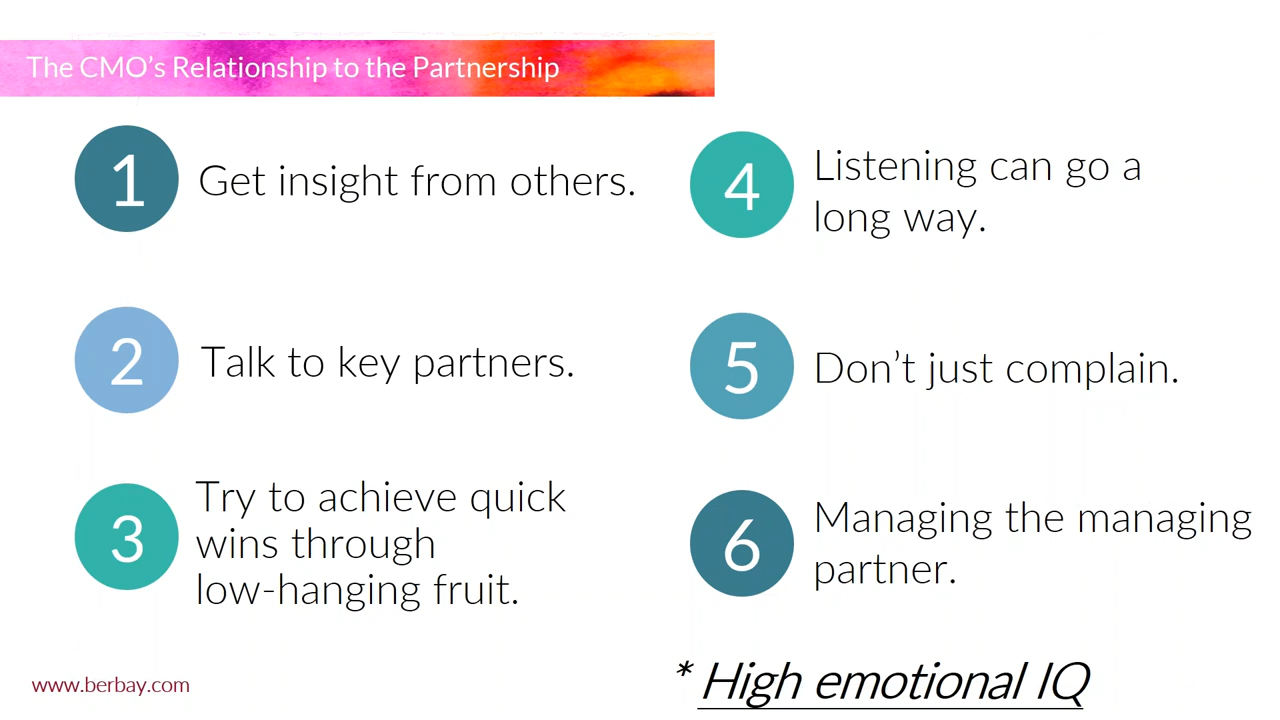 The CMO’s Relationship to the Partnership
1
Get insight from others.
2
Talk to key partners.
3
Try to achieve quick
wins through
low-hanging fruit.
4
Listening can go a
long way.
5
Don’t just complain.
6
Managing the managing
partner.
* High emotional IQ
www.berbay.com